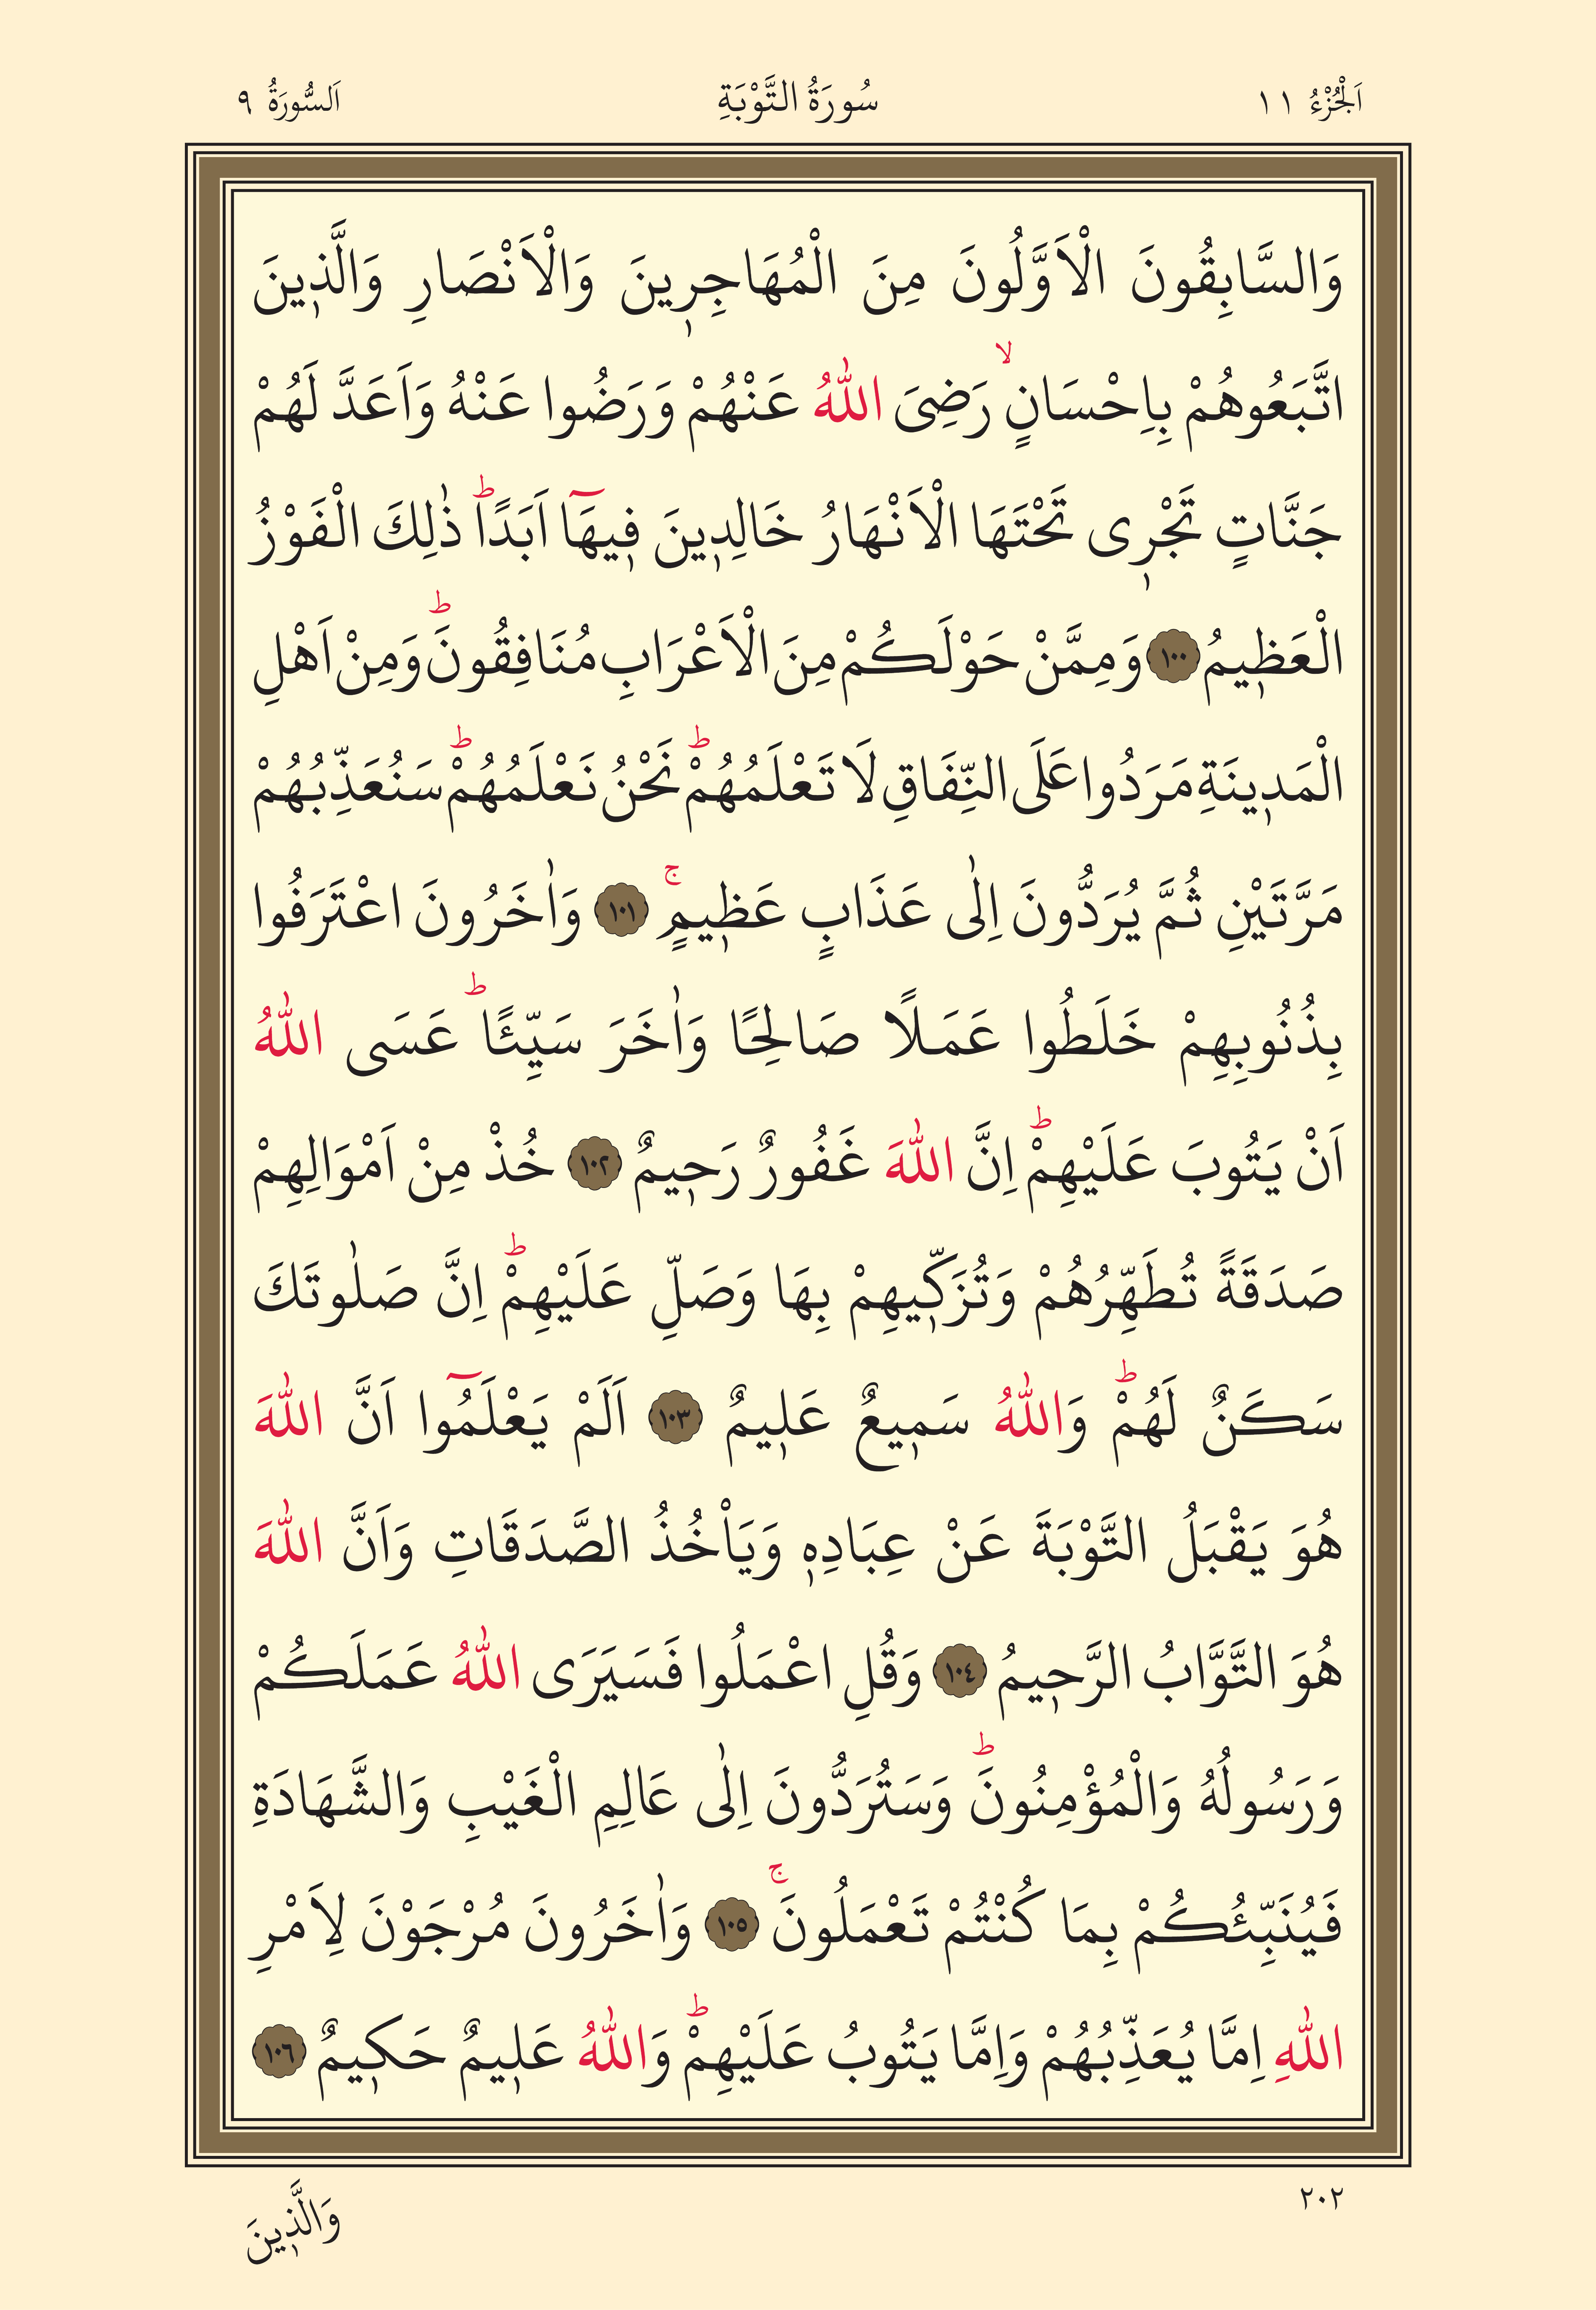 اَلْجُزْءُ ١١ سُورَةُ التَّوْبَةِ اَلسُّورَةُ ٩
وَالسَّابِقُونَ الْاَوَّلُونَ مِنَ الْمُهَاجِرٖينَ وَالْاَنْصَارِ وَالَّذٖينَ
اتَّبَعُوهُمْ بِاِحْسَانٍۙ رَضِىَ اللّٰهُ عَنْهُمْ وَرَضُوا عَنْهُ وَاَعَدَّ لَهُمْ
جَنَّاتٍ تَجْرٖى تَحْتَهَا الْاَنْهَارُ خَالِدٖينَ فٖيهَٓا اَبَدًاؕ ذٰلِكَ الْفَوْزُ
الْعَظٖيمُ ١٠٠ وَمِمَّنْ حَوْلَكُمْ مِنَ الْاَعْرَابِ مُنَافِقُونَؕ وَمِنْ اَهْلِ
الْمَدٖينَةِ مَرَدُوا عَلَى النِّفَاقِ لَا تَعْلَمُهُمْؕ نَحْنُ نَعْلَمُهُمْؕ سَنُعَذِّبُهُمْ
مَرَّتَيْنِ ثُمَّ يُرَدُّونَ اِلٰى عَذَابٍ عَظٖيمٍۚ ١٠١ وَاٰخَرُونَ اعْتَرَفُوا
بِذُنُوبِهِمْ خَلَطُوا عَمَلًا صَالِحًا وَاٰخَرَ سَيِّئًاؕ عَسَى اللّٰهُ
اَنْ يَتُوبَ عَلَيْهِمْؕ اِنَّ اللّٰهَ غَفُورٌ رَحٖيمٌ ١٠٢ خُذْ مِنْ اَمْوَالِهِمْ
صَدَقَةً تُطَهِّرُهُمْ وَتُزَكّٖيهِمْ بِهَا وَصَلِّ عَلَيْهِمْؕ اِنَّ صَلٰوتَكَ
سَكَنٌ لَهُمْؕ وَاللّٰهُ سَمٖيعٌ عَلٖيمٌ ١٠٣ اَلَمْ يَعْلَمُٓوا اَنَّ اللّٰهَ
هُوَ يَقْبَلُ التَّوْبَةَ عَنْ عِبَادِهٖ وَيَاْخُذُ الصَّدَقَاتِ وَاَنَّ اللّٰهَ
هُوَ التَّوَّابُ الرَّحٖيمُ ١٠٤ وَقُلِ اعْمَلُوا فَسَيَرَى اللّٰهُ عَمَلَكُمْ
وَرَسُولُهُ وَالْمُؤْمِنُونَؕ وَسَتُرَدُّونَ اِلٰى عَالِمِ الْغَيْبِ وَالشَّهَادَةِ
فَيُنَبِّئُكُمْ بِمَا كُنْتُمْ تَعْمَلُونَۚ ١٠٥ وَاٰخَرُونَ مُرْجَوْنَ لِاَمْرِ
اللّٰهِ اِمَّا يُعَذِّبُهُمْ وَاِمَّا يَتُوبُ عَلَيْهِمْؕ وَاللّٰهُ عَلٖيمٌ حَكٖيمٌ ١٠٦
٢٠٢
وَالَّذٖينَ